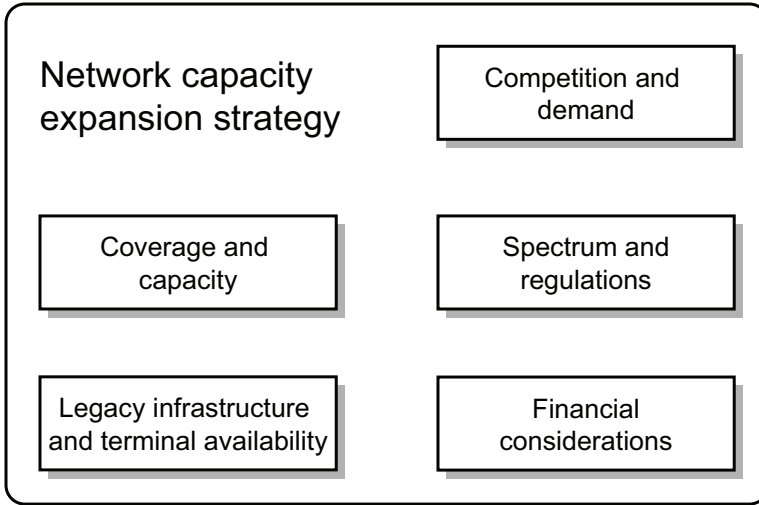 Network capacity
expansion strategy
Competition and
demand
Coverage and
capacity
Spectrum and
regulations
Legacy infrastructure
and terminal availability
Financial
considerations